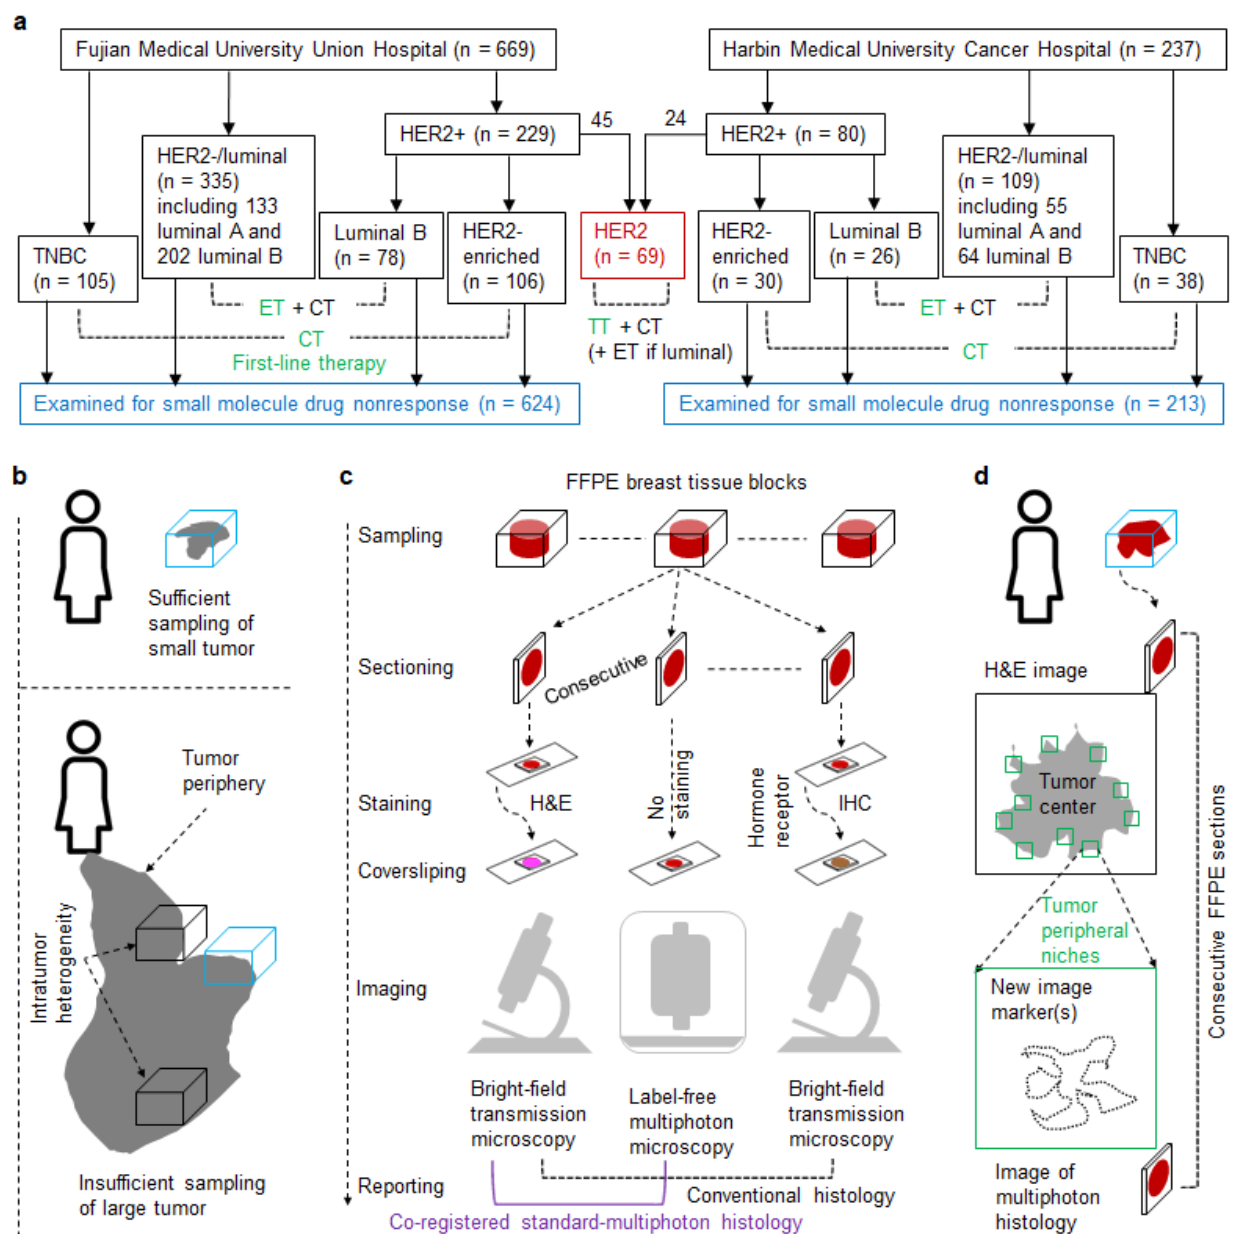 a
Fujian Medical University Union Hospital (n = 669)
Harbin Medical University Cancer Hospital (n = 237)
HER2+ (n = 229)
45
24
HER2+ (n = 80)
HER2-/luminal
(n = 335)
including 133
luminal A and
202 luminal B
HER2-/luminal
(n = 109)
including 55
luminal A and
64 luminal B
TNBC
(n = 105)
Luminal B
(n = 78)
HER2-
enriched
(n = 106)
HER2
(n = 69)
HER2-
enriched
(n = 30)
Luminal B
(n = 26)
TNBC
(n = 38)
ET + CT
CT
First-line therapy
TT + CT
(+ ET if luminal)
ET + CT
CT
Examined for small molecule drug nonresponse (n = 624)
Examined for small molecule drug nonresponse (n = 213)
b
Sufficient
sampling of
small tumor
Tumor
periphery
Intratumor
heterogeneity
Insufficient sampling
of large tumor
c
FFPE breast tissue blocks
Sampling
Sectioning
Consecutive
Staining
H&E
No
staining
Hormone
receptor
IHC
Coversliping
Imaging
Bright-field
transmission
microscopy
Label-free
multiphoton
microscopy
Bright-field
transmission
microscopy
Reporting
Conventional histology
Co-registered standard-multiphoton histology
d
H&E image
Tumor
center
Tumor
peripheral
niches
New image
marker(s)
Consecutive FFPE sections
Image of
multiphoton
histology